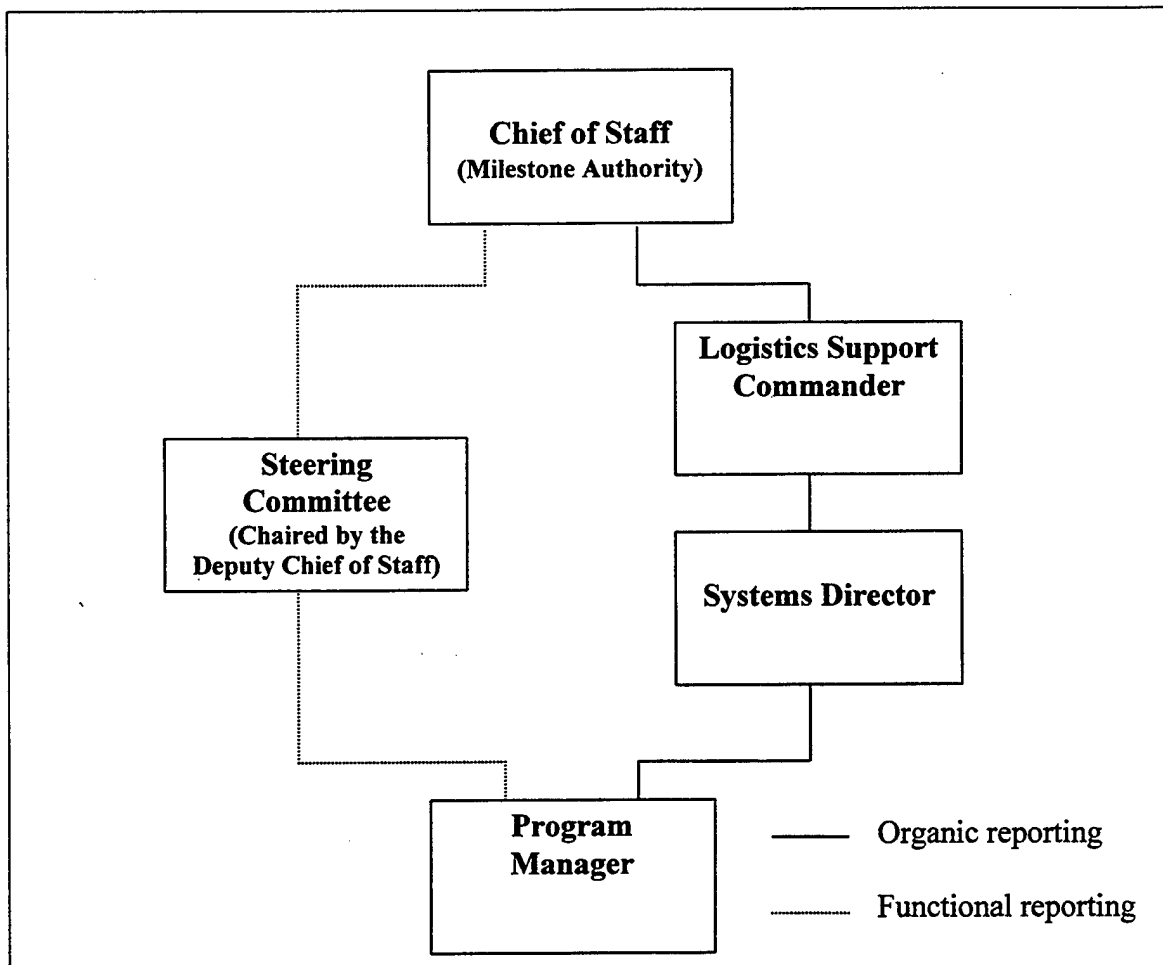 Chief of Staff
(Milestone Authority)
Logistics Support
Commander
Steering
Committee
(Chaired by the
Deputy Chief of Staff)
Systems Director
Program
Manager
Organic reporting
Functional reporting